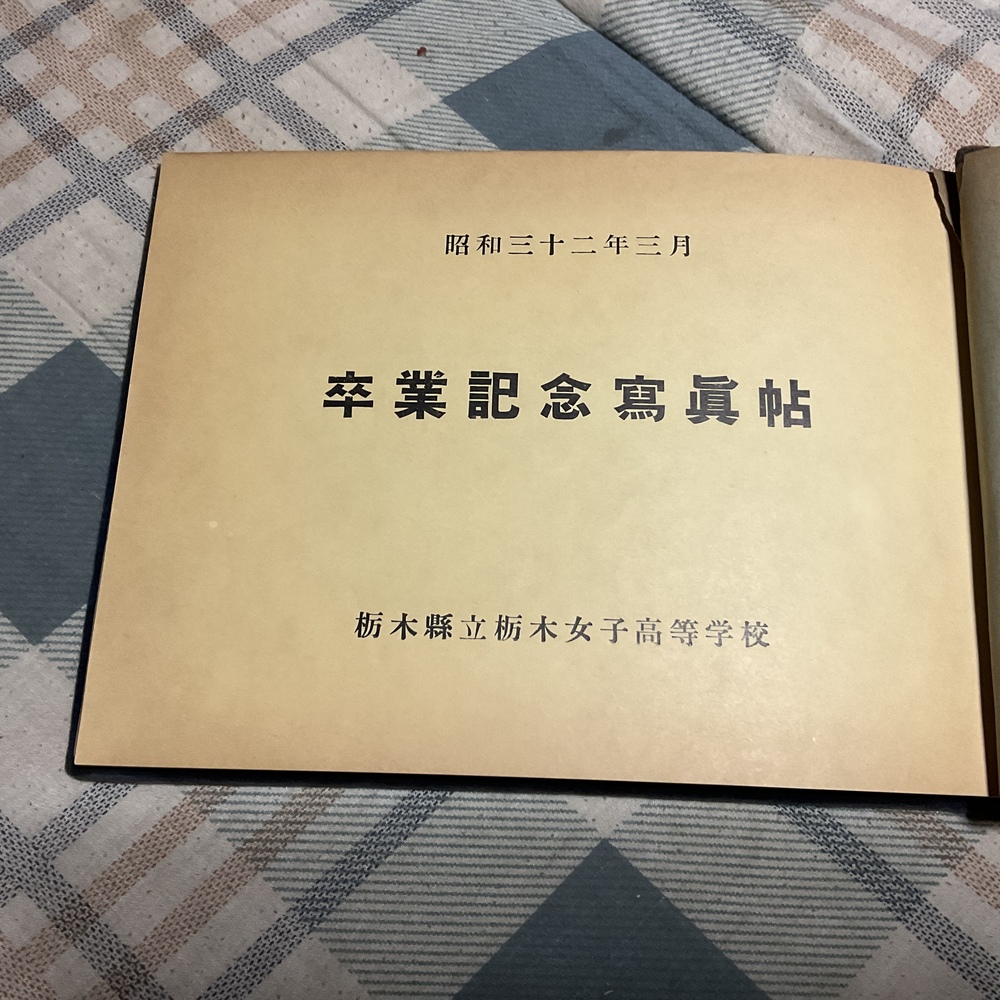 昭和三十二年三月
卒業記念寫眞帖
栃木縣立栃木女子高等学校